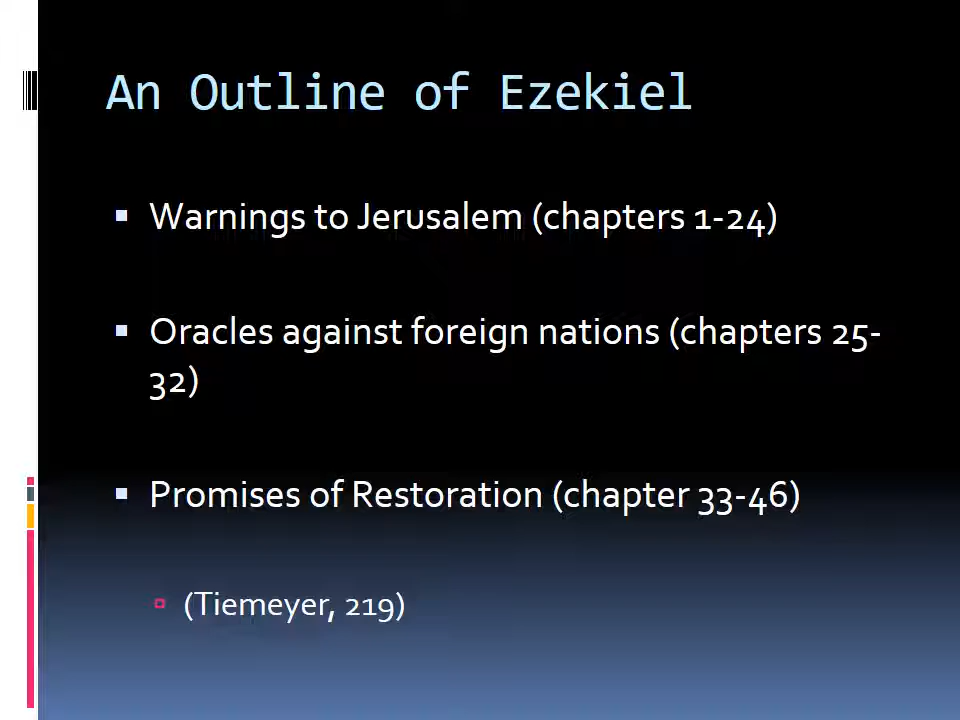 An Outline of Ezekiel
Warnings to Jerusalem (chapters 1-24)
Oracles against foreign nations (chapters 25-
32)
Promises of Restoration (chapter 33-46)
(Tiemeyer, 219)